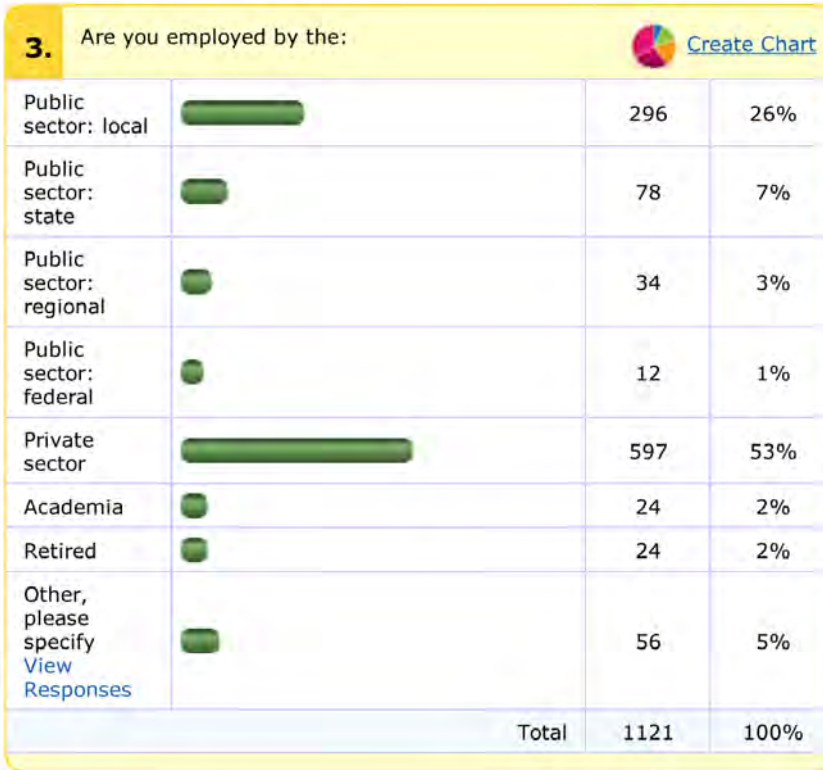 3. Are you employed by the: Create Chart
Public
sector: local 296 26%
Public
sector:
state 78 7%
Public
sector:
regional 34 3%
Public
sector:
federal 12 1%
Private
sector 597 53%
Academia 24 2%
Retired 24 2%
Other,
please
specify 56 5%
View
Responses
Total 1121 100%